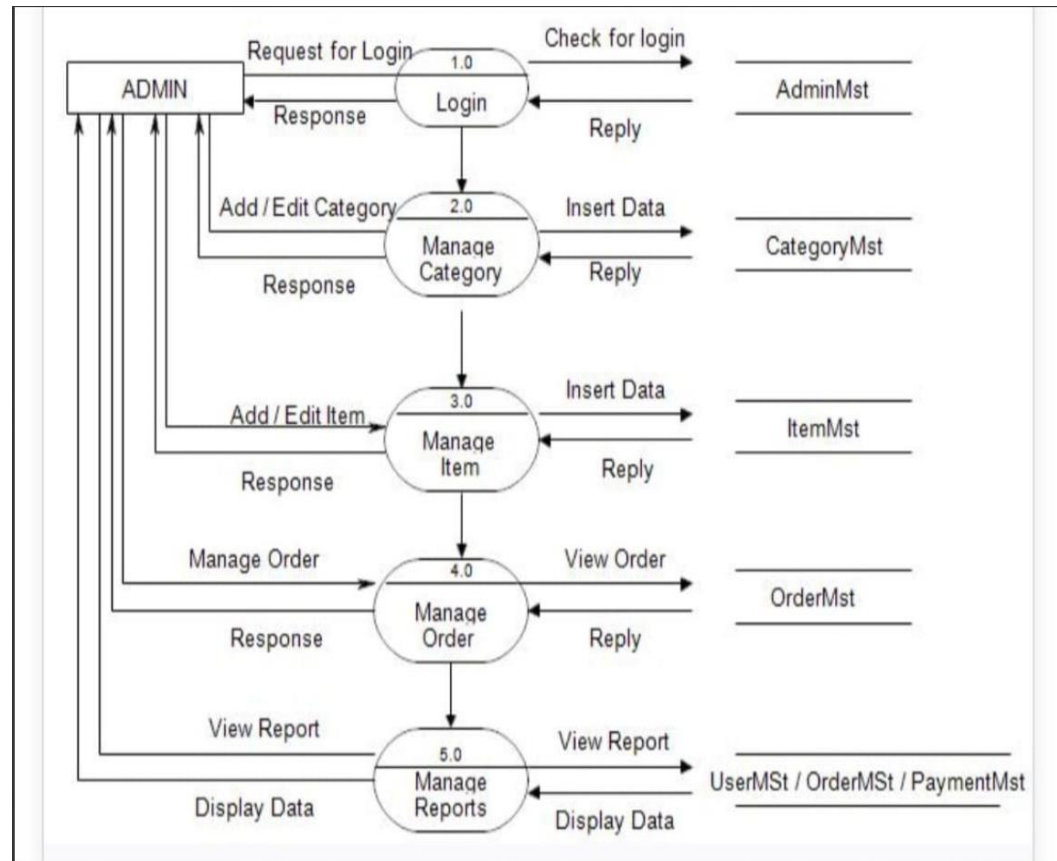 Request for Login
Check for login
1.0
ADMIN
Login
AdminMst
Response
Reply
Add / Edit Category
2.0
Insert Data
Manage
Category
CategoryMst
Response
Reply
Add / Edit Item
3.0
Insert Data
Manage
Item
ItemMst
Response
Reply
Manage Order
4.0
View Order
Manage
Order
OrderMst
Response
Reply
View Report
5.0
View Report
Manage
Reports
UserMSt / OrderMSt / PaymentMst
Display Data
Display Data